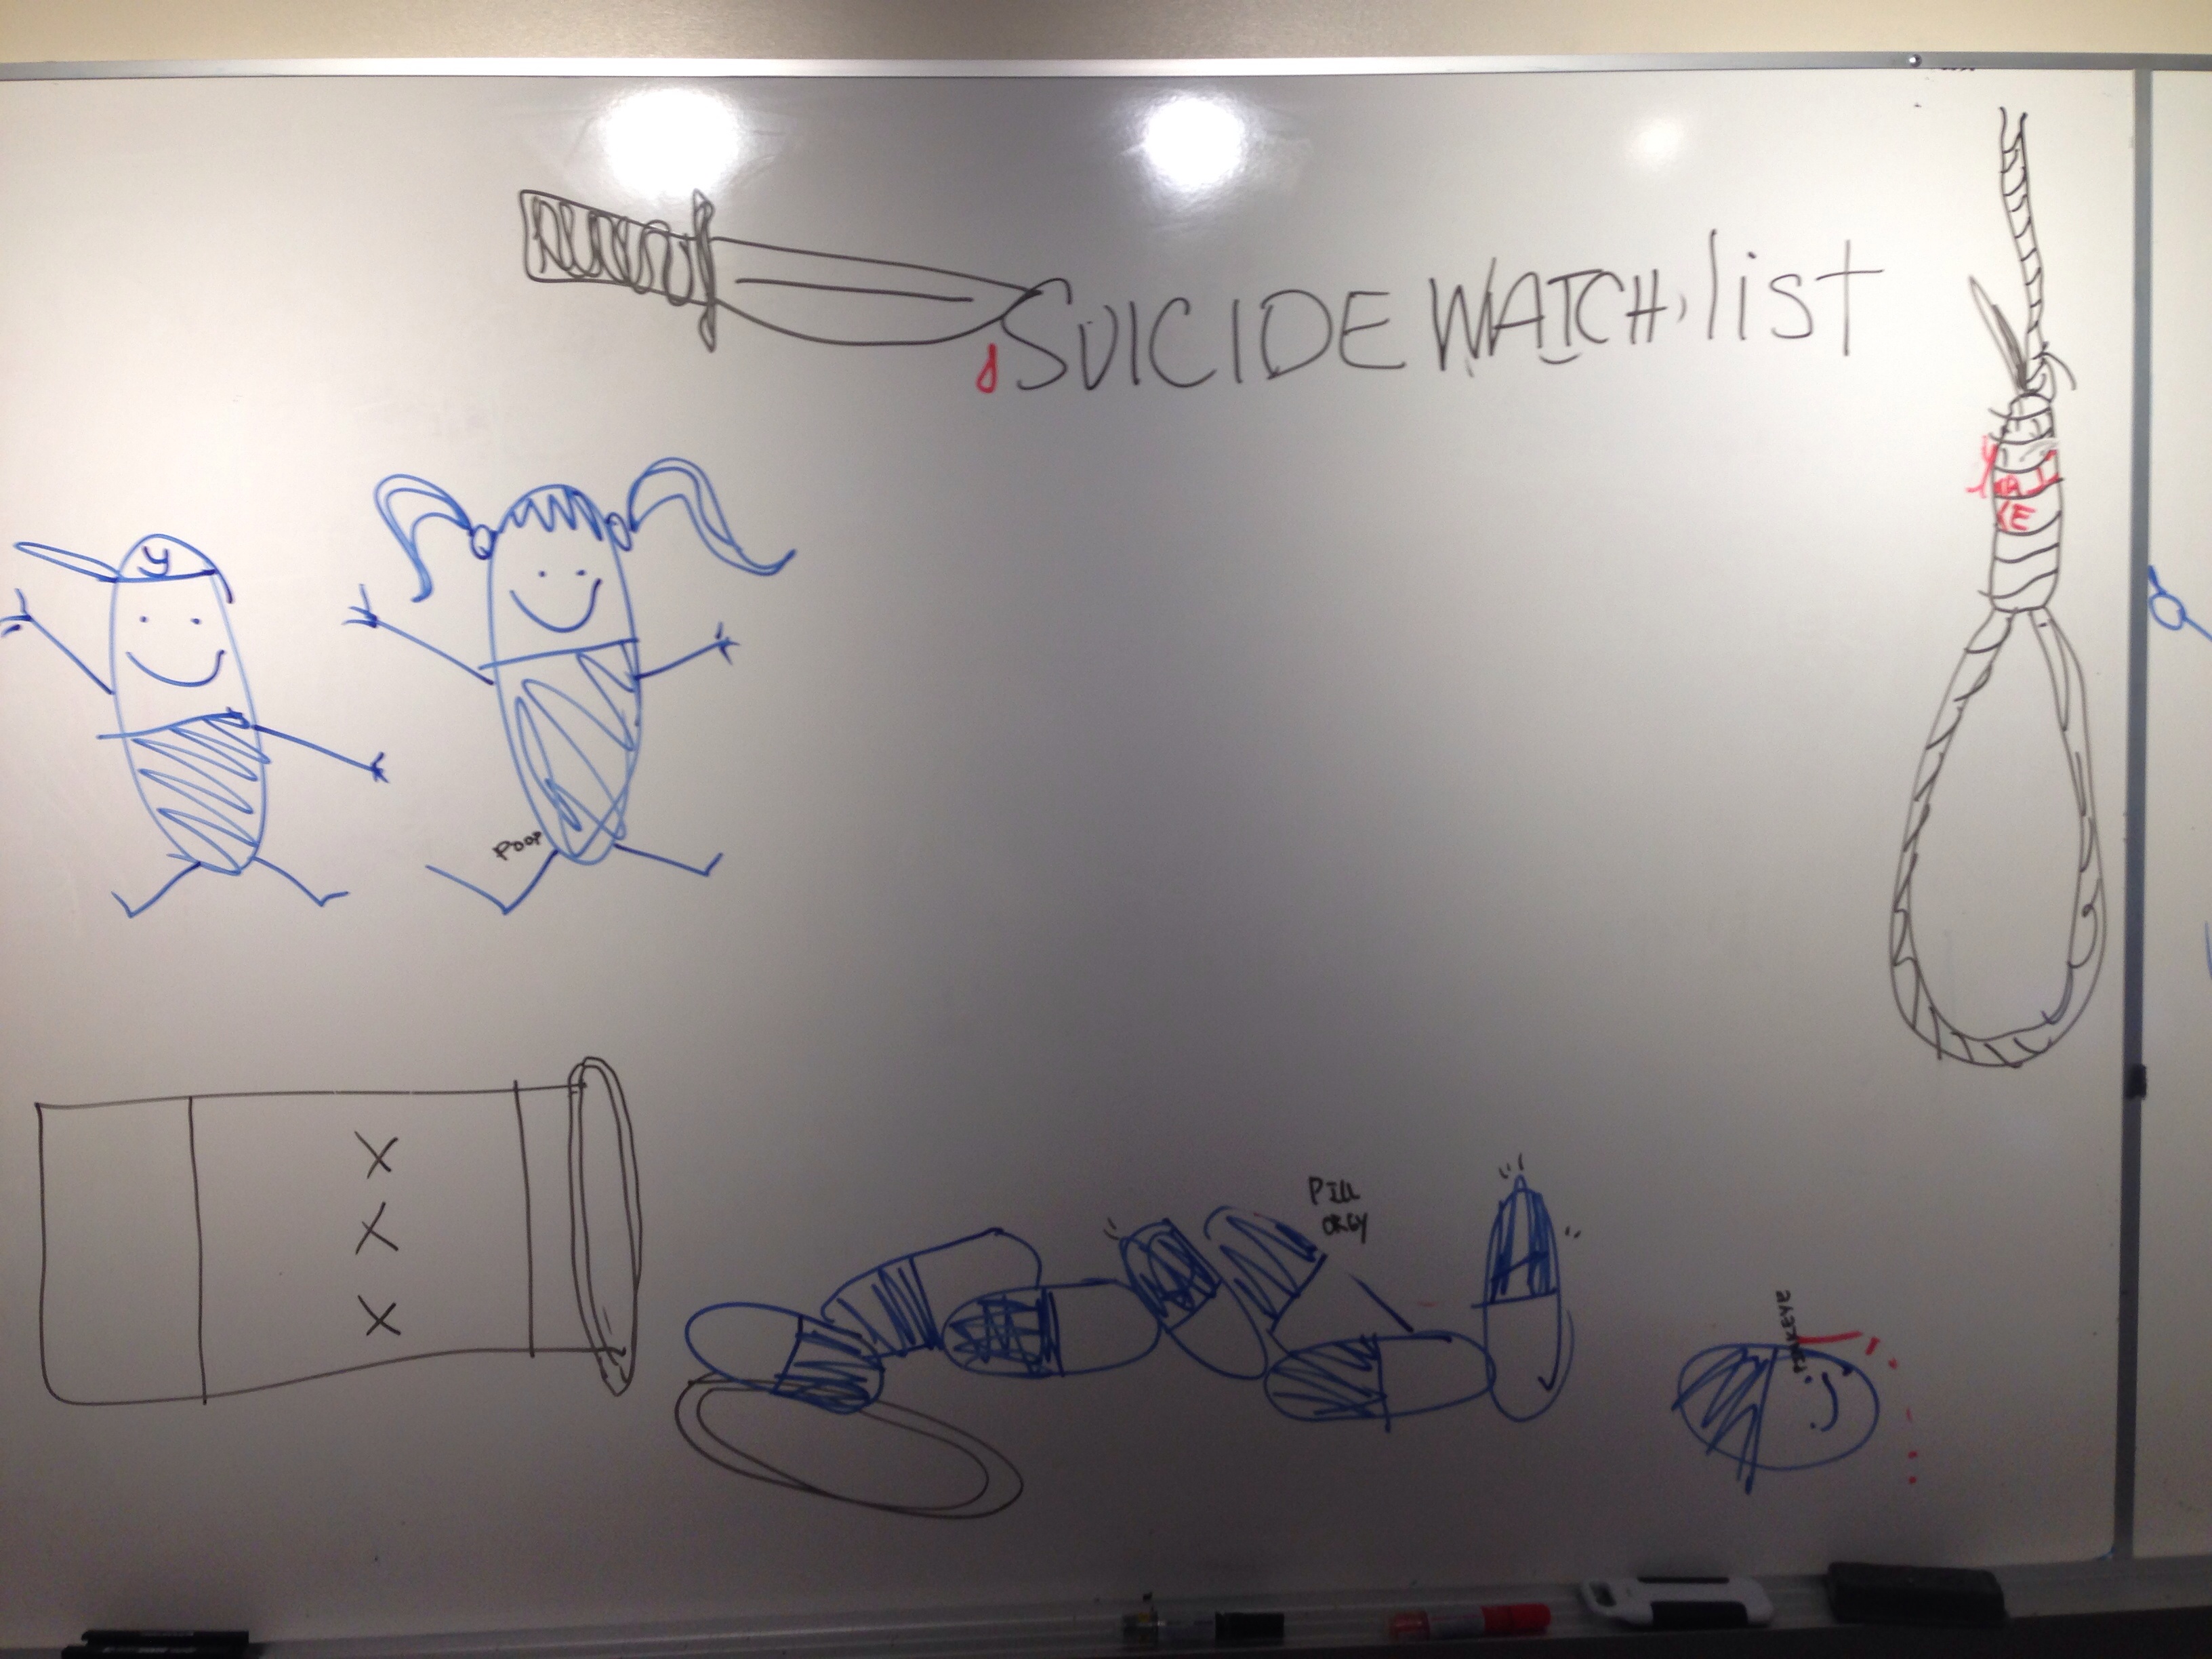 SUICIDE WATCH list
y
POOP
X
X
X
PILL
ORGY